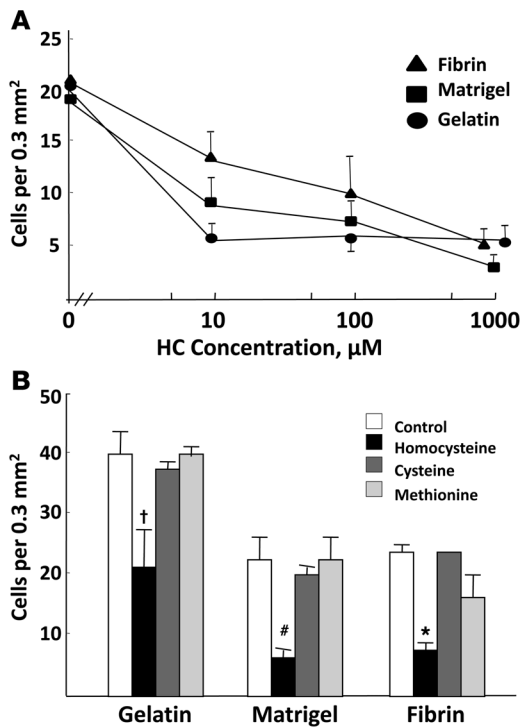 A
25
20
15
10
5
Cells per 0.3 mm²
Fibrin
Matrigel
Gelatin
0 10 100 1000
HC Concentration, µM
B
50
40
30
20
10
Cells per 0.3 mm²
Control
Homocysteine
Cysteine
Methionine
†
#
*
Gelatin Matrigel Fibrin